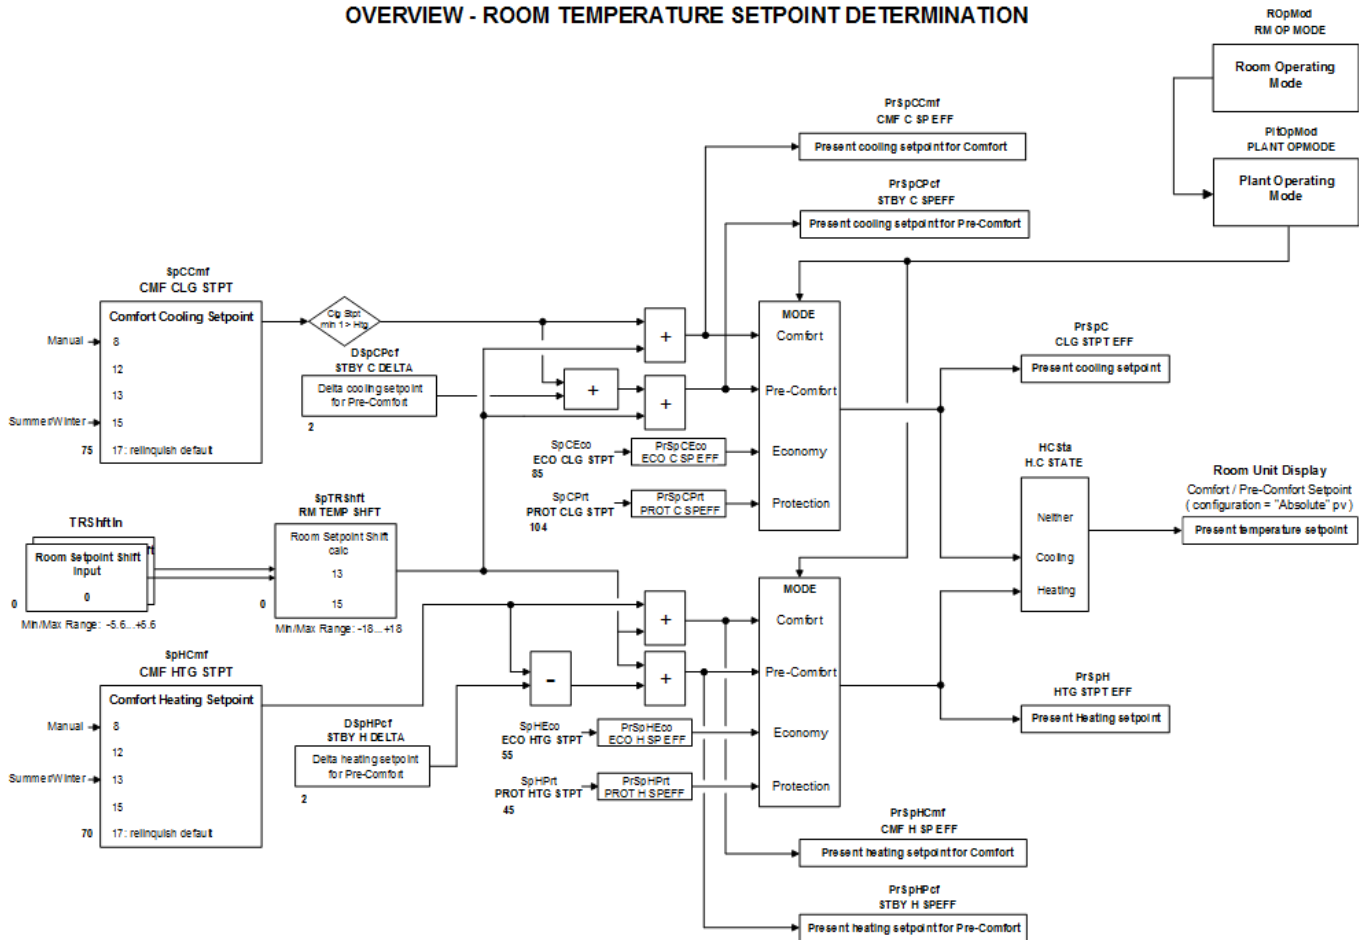 OVERVIEW - ROOM TEMPERATURE SETPOINT DETERMINATION
ROpMod
RM OP MODE
Room Operating
Mode
PltOpMod
PLANT OPMODE
Plant Operating
Mode
PrSpCCmf
CMF C SP EFF
Present cooling setpoint for Comfort
PrSpCPcf
STBY C SPEFF
Present cooling setpoint for Pre-Comfort
SpCCmf
CMF CLG STPT
Comfort Cooling Setpoint
Manual
8
12
13
SummerWinter
15
75
17: relinquish default
Clg Stpt
min 1 > Htg
DSpCPcf
STBY C DELTA
Delta cooling setpoint
for Pre-Comfort
2
+
+
+
SpCEco
ECO CLG STPT
85
PrSpCEco
ECO C SP EFF
SpCPrt
PROT CLG STPT
104
PrSpCPrt
PROT C SPEFF
MODE
Comfort
Pre-Comfort
Economy
Protection
PrSpC
CLG STPT EFF
Present cooling setpoint
HCSta
H.C STATE
Neither
Cooling
Heating
Room Unit Display
Comfort / Pre-Comfort Setpoint
( configuration = "Absolute" pv )
Present temperature setpoint
TRShftIn
ft
Room Setpoint Shift
Input
0
0
Min/Max Range: -5.6...+5.6
SpTRShft
RM TEMP SHFT
Room Setpoint Shift
calc
13
15
0
Min/Max Range: -18... +18
SpHCmf
CMF HTG STPT
Comfort Heating Setpoint
Manual
8
12
SummerWinter
13
15
70
17: relinquish default
DSpHPcf
STBY H DELTA
Delta heating setpoint
for Pre-Comfort
2
+
-
+
SpHEco
ECO HTG STPT
55
PrSpHEco
ECO H SP EFF
SpHPrt
PROT HTG STPT
45
PrSpHPrt
PROT H SPEFF
MODE
Comfort
Pre-Comfort
Economy
Protection
PrSpH
HTG STPT EFF
Present Heating setpoint
PrSpHCmf
CMF H SP EFF
Present heating setpoint for Comfort
PrSpHPcf
STBY H SPEFF
Present heating setpoint for Pre-Comfort